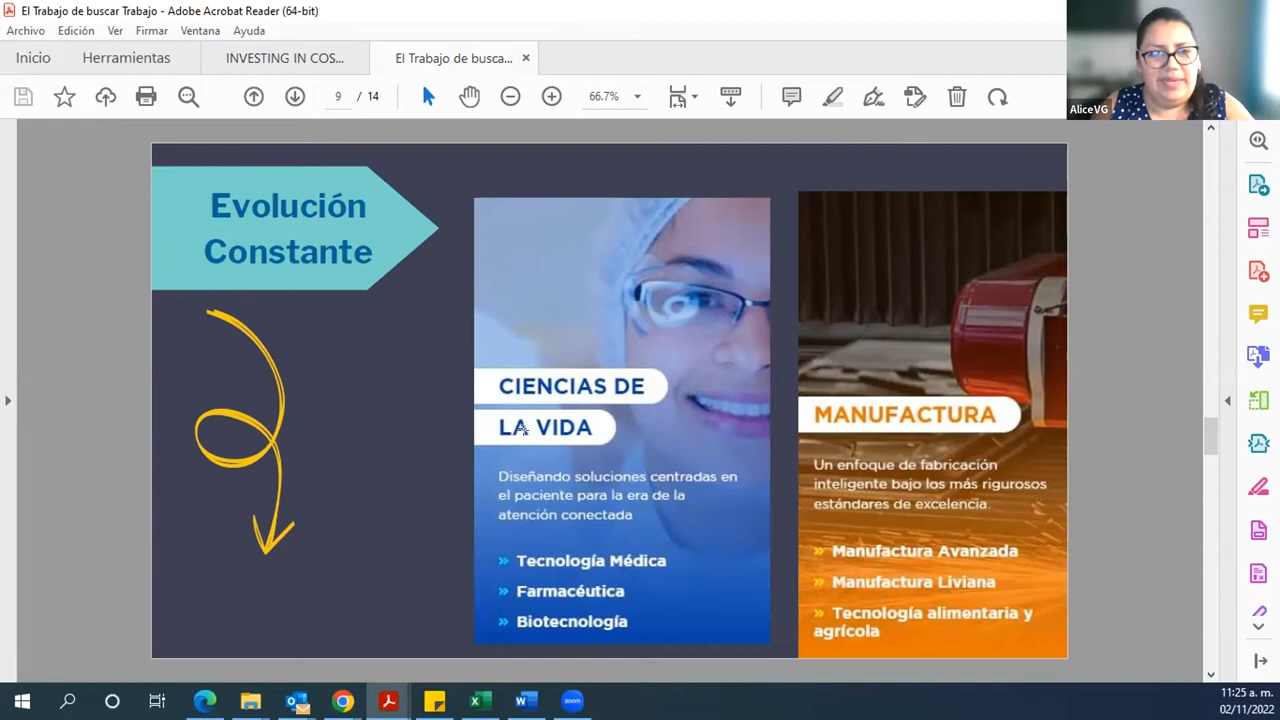 El Trabajo de buscar Trabajo - Adobe Acrobat Reader (64-bit)
Archivo Edición Ver Firmar Ventana Ayuda
Inicio Herramientas INVESTING IN COS... El Trabajo de busca... ×
9 / 14 66.7%
AliceVG
Evolución
Constante
CIENCIAS DE
LA VIDA
Diseñando soluciones centradas en
el paciente para la era de la
atención conectada
» Tecnología Médica
» Farmacéutica
» Biotecnología
MANUFACTURA
Un enfoque de fabricación
inteligente bajo los más rigurosos
estándares de excelencia.
» Manufactura Avanzada
» Manufactura Liviana
» Tecnología alimentaria y
agrícola
zoom
11:25 a. m.
02/11/2022